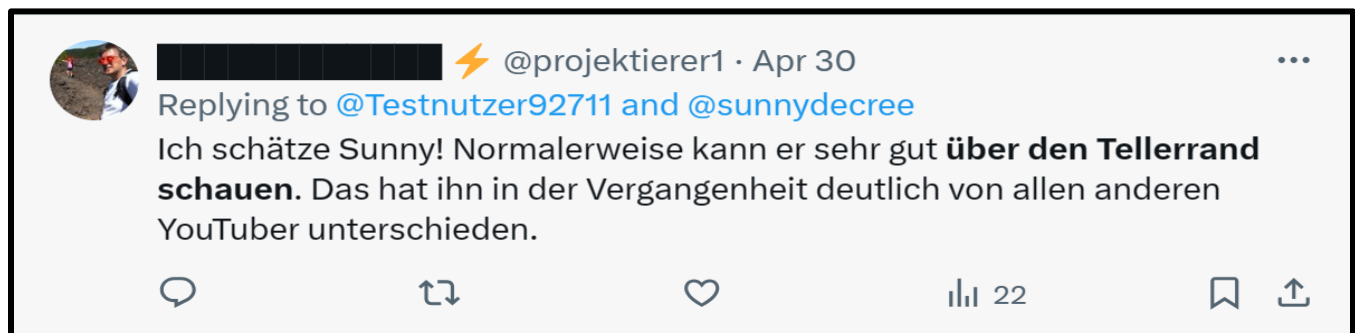 ⚡ @projektierer1 · Apr 30
Replying to @Testnutzer92711 and @sunnydecree
Ich schätze Sunny! Normalerweise kann er sehr gut über den Tellerrand
schauen. Das hat ihn in der Vergangenheit deutlich von allen anderen
YouTuber unterschieden.
22